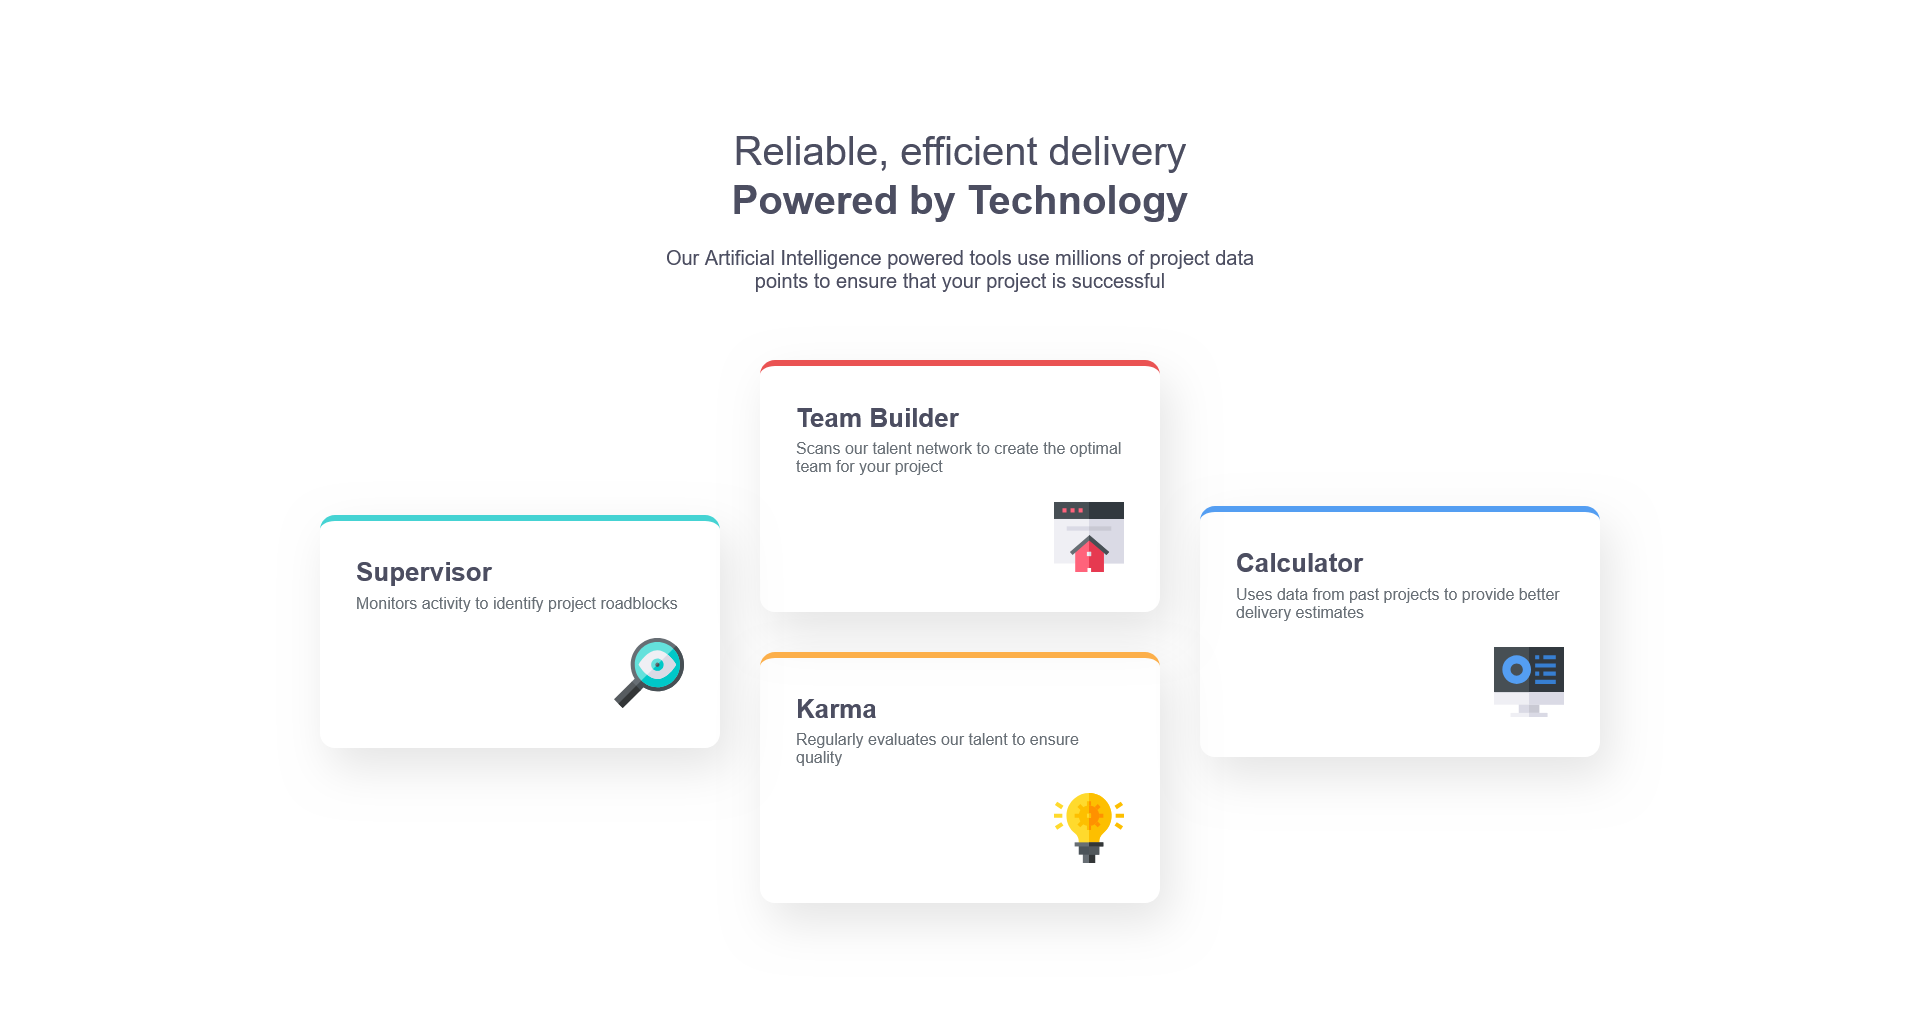 Reliable, efficient delivery
Powered by Technology
Our Artificial Intelligence powered tools use millions of project data
points to ensure that your project is successful
Supervisor
Monitors activity to identify project roadblocks
Team Builder
Scans our talent network to create the optimal
team for your project
Karma
Regularly evaluates our talent to ensure
quality
Calculator
Uses data from past projects to provide better
delivery estimates